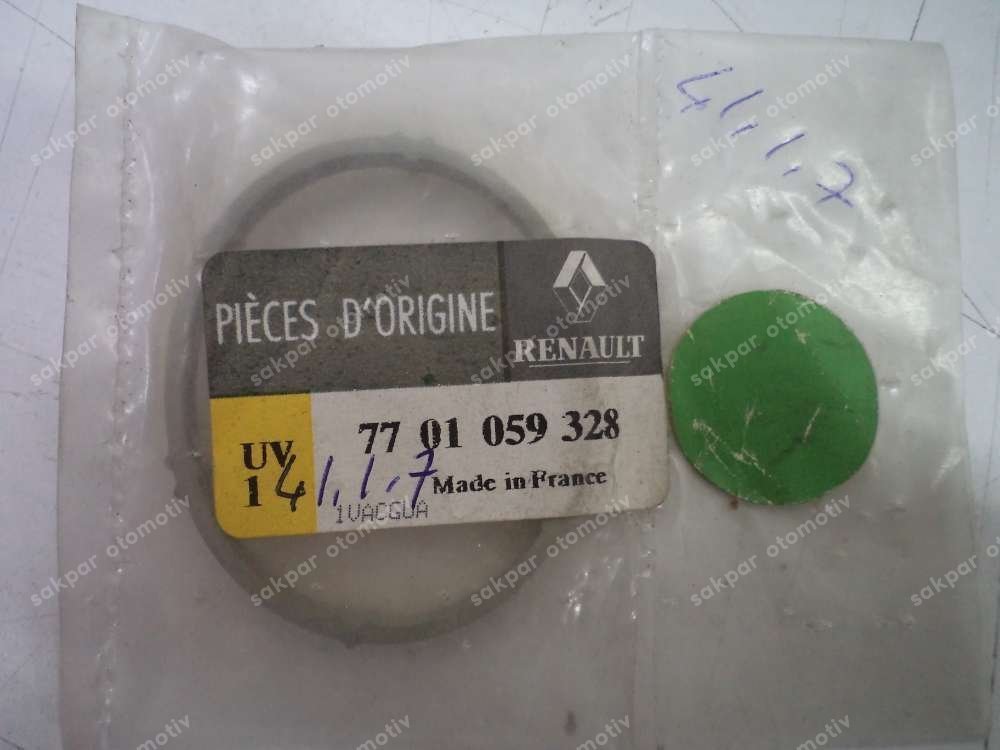 41,1,7
PIÈCES D'ORIGINE
RENAULT
UV 77 01 059 328
1 41,1,7 Made in France
1VACGUA
sakpar otomotiv